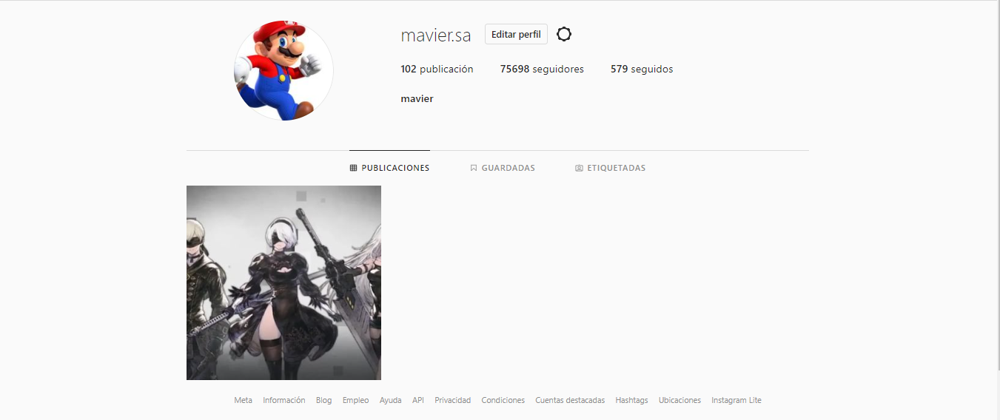 mavier.sa Editar perfil
102 publicación 75698 seguidores 579 seguidos
mavier
PUBLICACIONES GUARDADAS ETIQUETADAS
Meta Información Blog Empleo Ayuda API Privacidad Condiciones Cuentas destacadas Hashtags Ubicaciones Instagram Lite